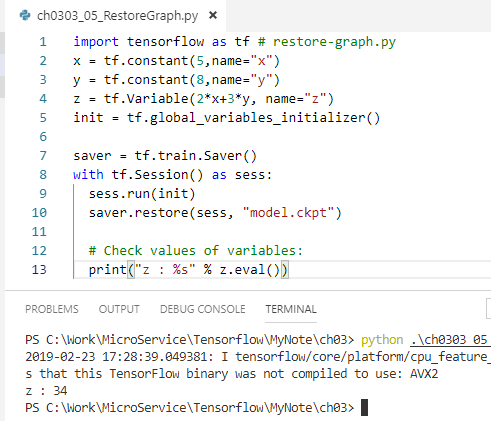 ch0303_05_RestoreGraph.py ×
1 import tensorflow as tf # restore-graph.py
2 x = tf.constant(5,name="x")
3 y = tf.constant(8,name="y")
4 z = tf.Variable(2*x+3*y, name="z")
5 init = tf.global_variables_initializer()
6
7 saver = tf.train.Saver()
8 with tf.Session() as sess:
9 sess.run(init)
10 saver.restore(sess, "model.ckpt")
11
12 # Check values of variables:
13 print("z : %s" % z.eval())
PROBLEMS OUTPUT DEBUG CONSOLE TERMINAL
PS C:\Work\MicroService\Tensorflow\MyNote\ch03> python .\ch0303_05
2019-02-23 17:28:39.049381: I tensorflow/core/platform/cpu_feature_
s that this TensorFlow binary was not compiled to use: AVX2
z : 34
PS C:\Work\MicroService\Tensorflow\MyNote\ch03>